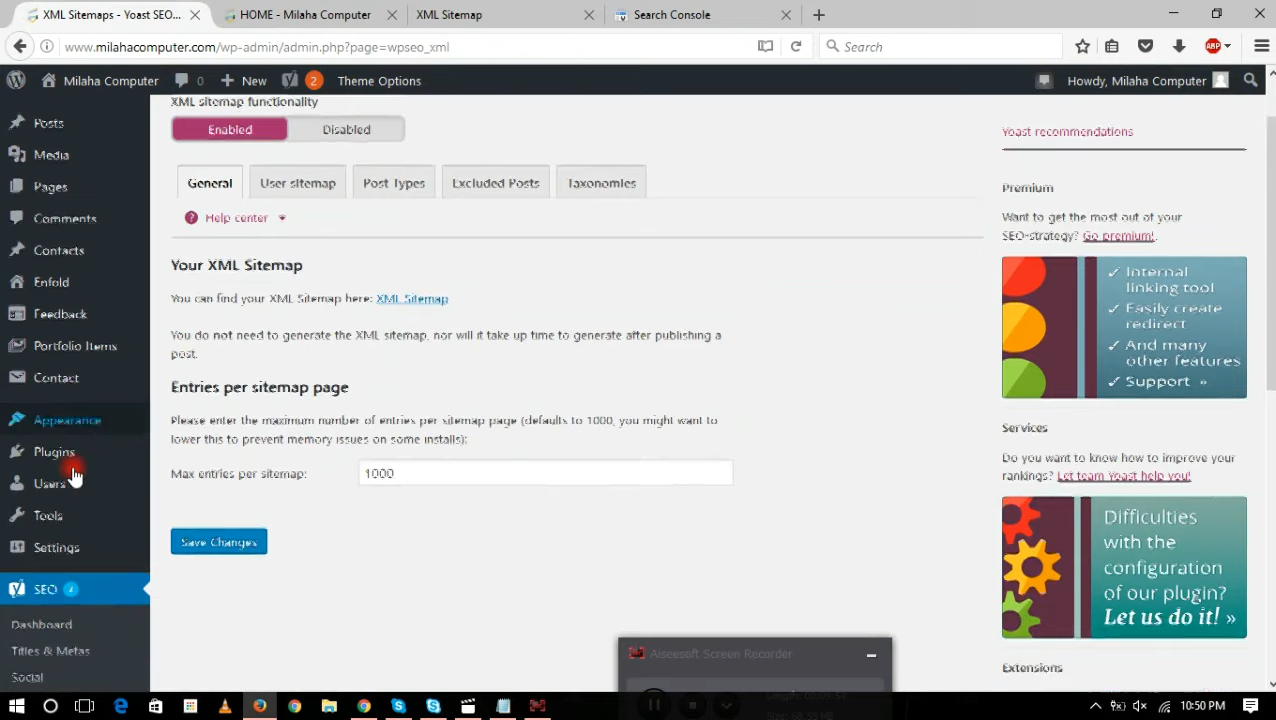 XML Sitemaps - Yoast SEO...
HOME - Milaha Computer
XML Sitemap
Search Console
www.milahacomputer.com/wp-admin/admin.php?page=wpseo_xml
Search
ABP
Milaha Computer
0
New
2
Theme Options
Howdy, Milaha Computer
Posts
Media
Pages
Comments
Contacts
Enfold
Feedback
Portfolio Items
Contact
Appearance
Plugins
Users
Tools
Settings
SEO
Dashboard
Titles & Metas
Social
XML sitemap functionality
Enabled
Disabled
General
User sitemap
Post Types
Excluded Posts
Taxonomies
? Help center
Your XML Sitemap
You can find your XML Sitemap here: XML Sitemap
You do not need to generate the XML sitemap, nor will it take up time to generate after publishing a
post.
Entries per sitemap page
Please enter the maximum number of entries per sitemap page (defaults to 1000, you might want to
lower this to prevent memory issues on some installs):
Max entries per sitemap:
1000
Save Changes
Yoast recommendations
Premium
Want to get the most out of your
SEO-strategy? Go premium!.
✓ Internal
linking tool
✓ Easily create
redirect
✓ And many
other features
✓ Support »
Services
Do you want to know how to improve your
rankings? Let team Yoast help you!
Difficulties
with the
configuration
of our plugin?
Let us do it! »
Extensions
Aiseesoft Screen Recorder
10:50 PM